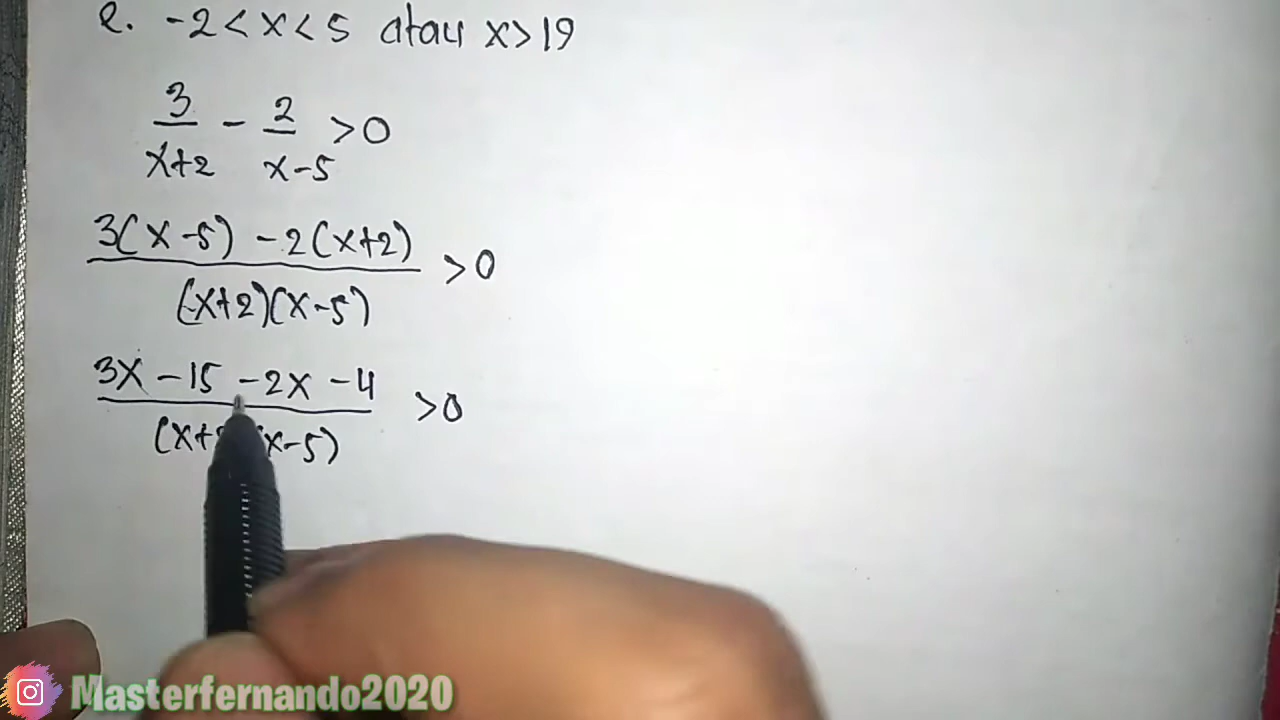 e. -2 < x < 5 atau x > 19
3/(x+2) - 2/(x-5) > 0
(3(x-5) - 2(x+2))/((x+2)(x-5)) > 0
(3x - 15 - 2x - 4)/((x+ x-5)) > 0
Masterfernando2020